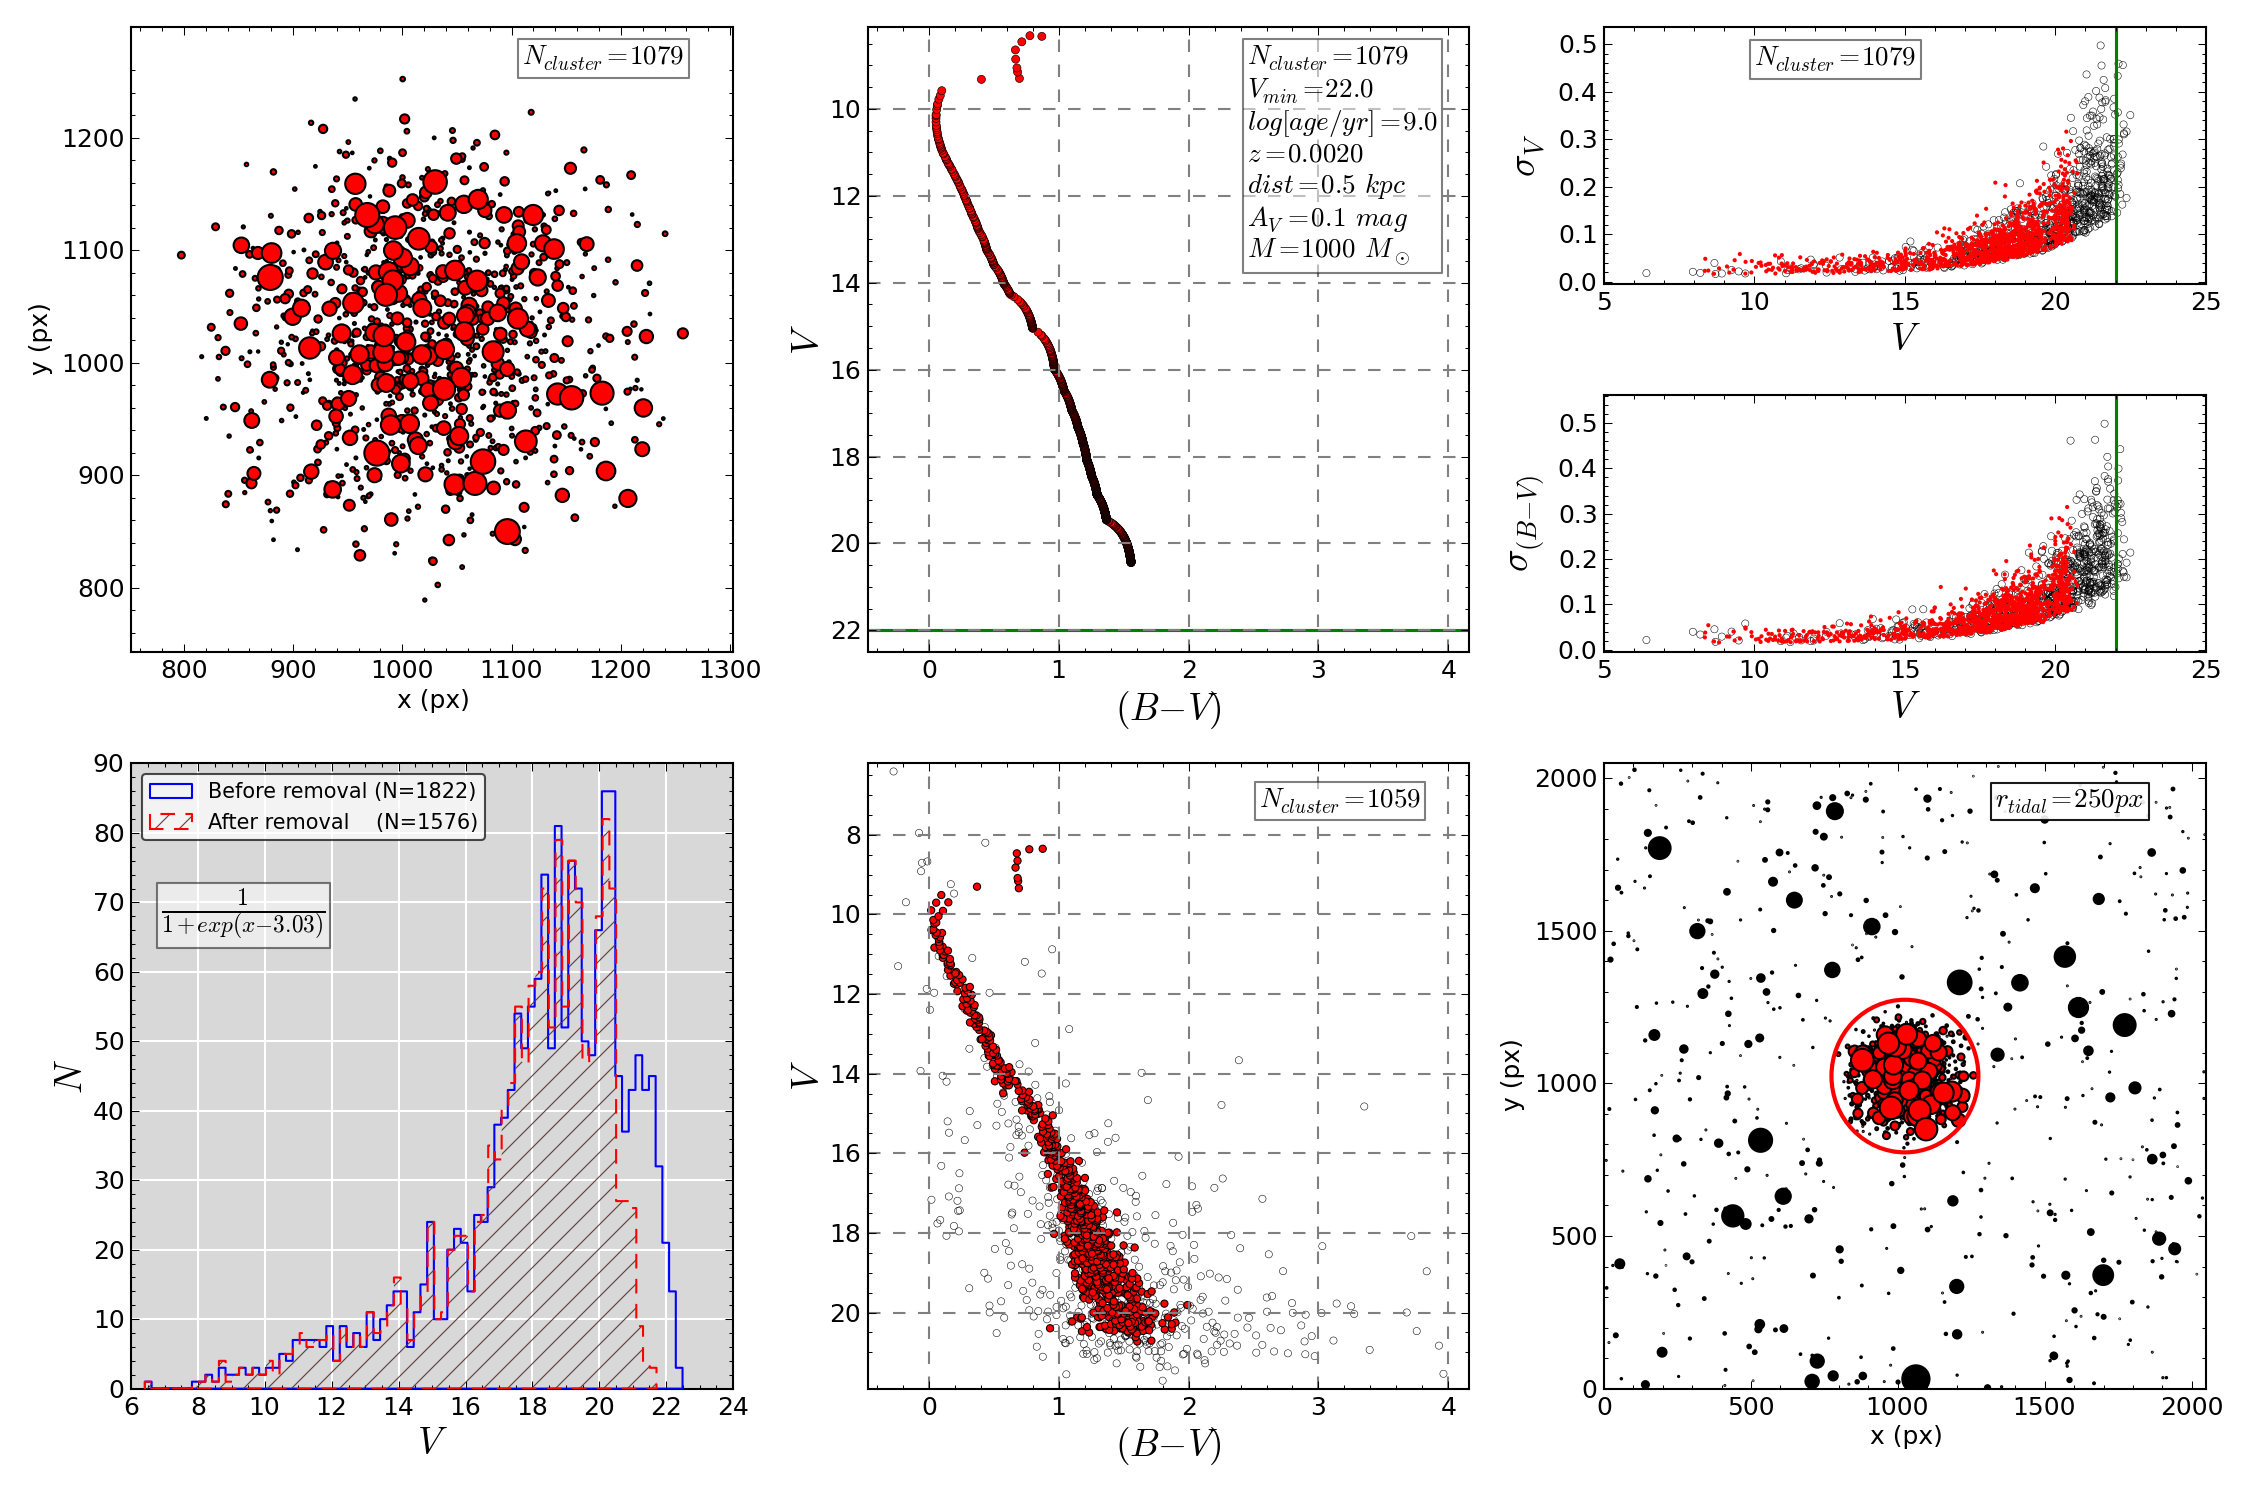 N_cluster=1079
1200
1100
1000
900
800
y (px)
800 900 1000 1100 1200 1300
x (px)
N_cluster=1079
V_min=22.0
log[age/yr]=9.0
z=0.0020
dist=0.5 kpc
A_V=0.1 mag
M=1000 M_⊙
10
12
14
16
18
20
22
V
0 1 2 3 4
(B−V)
N_cluster=1079
0.5
0.4
0.3
0.2
0.1
0.0
σ_V
5 10 15 20 25
V
0.5
0.4
0.3
0.2
0.1
0.0
σ_(B−V)
5 10 15 20 25
V
90
80
70
60
50
40
30
20
10
0
N
Before removal (N=1822)
After removal (N=1576)
1
1+exp(x−3.03)
6 8 10 12 14 16 18 20 22 24
V
N_cluster=1059
8
10
12
14
16
18
20
V
0 1 2 3 4
(B−V)
r_tidal=250px
2000
1500
1000
500
0
y (px)
0 500 1000 1500 2000
x (px)